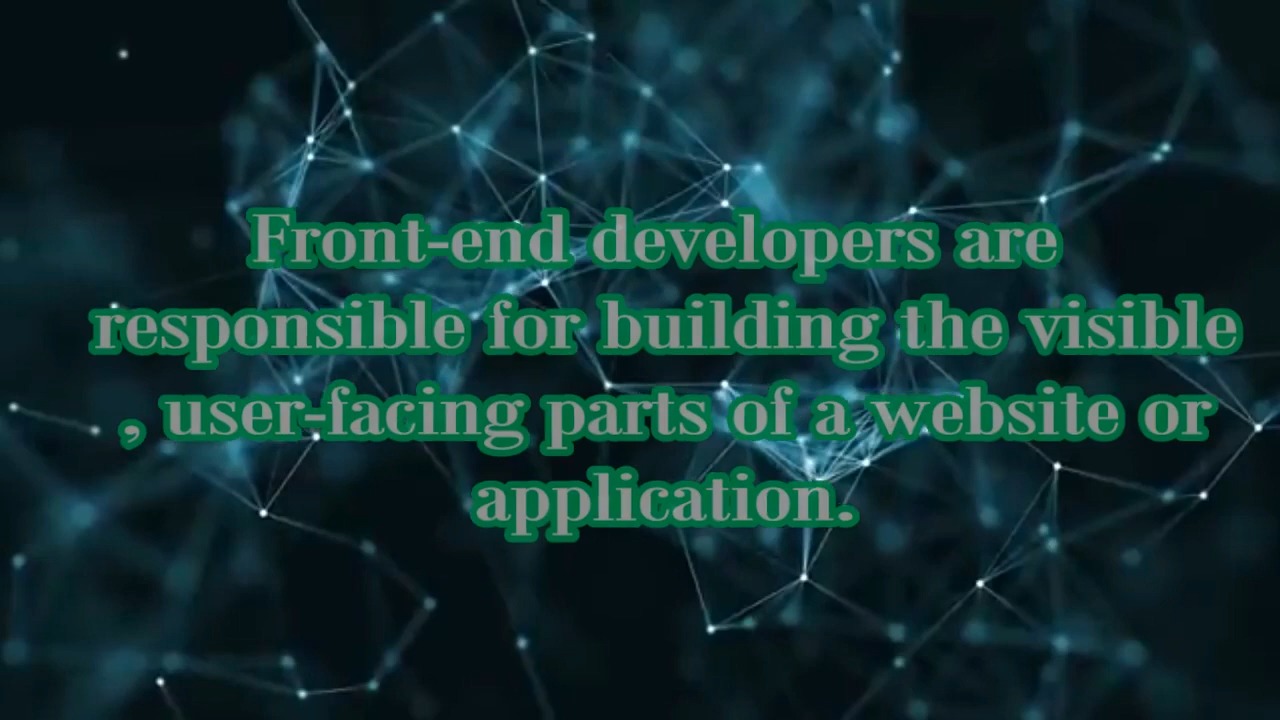 Front-end developers are
responsible for building the visible
, user-facing parts of a website or
application.